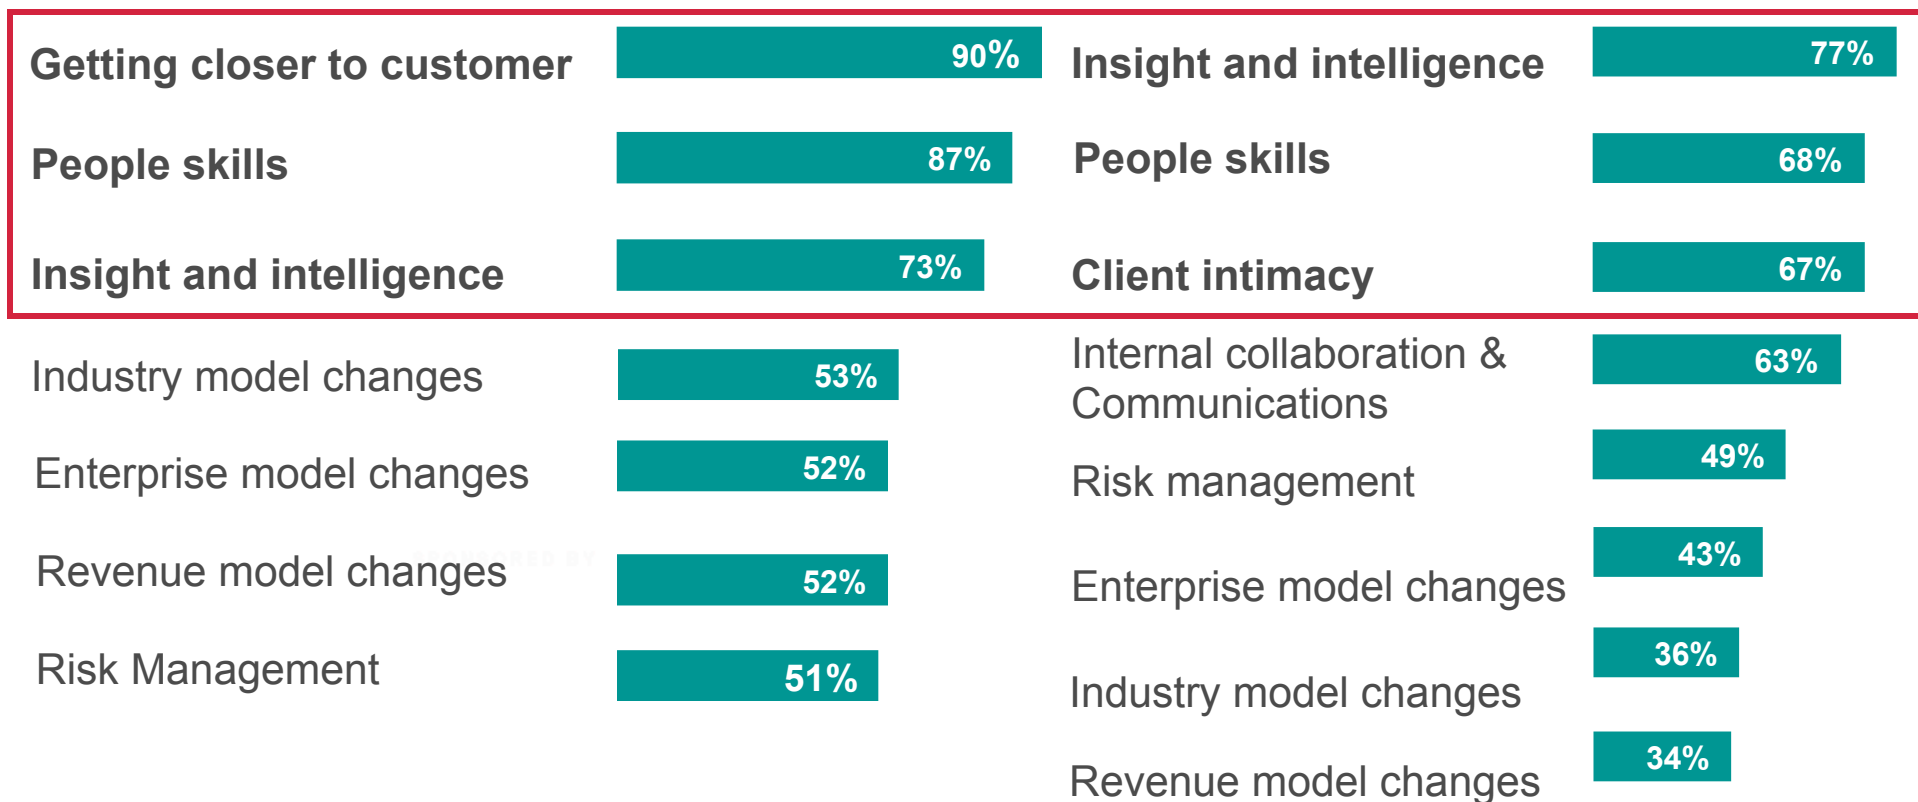 Getting closer to customer 90%
People skills 87%
Insight and intelligence 73%
Industry model changes 53%
Enterprise model changes 52%
Revenue model changes 52%
Risk Management 51%
Insight and intelligence 77%
People skills 68%
Client intimacy 67%
Internal collaboration & 63%
Communications
Risk management 49%
Enterprise model changes 43%
Industry model changes 36%
Revenue model changes 34%